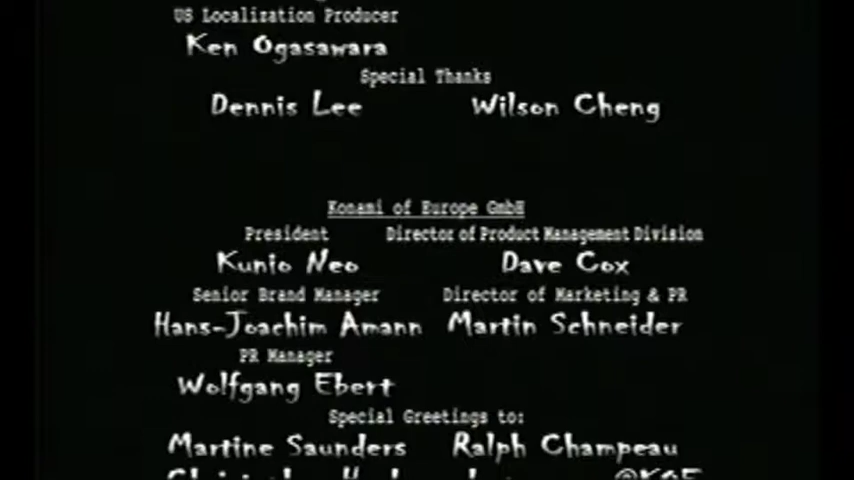 US Localization Producer
Ken Ogasawara
Special Thanks
Dennis Lee Wilson Cheng
Konami of Europe GmbH
President Director of Product Management Division
Kunio Neo Dave Cox
Senior Brand Manager Director of Marketing & PR
Hans-Joachim Amann Martin Schneider
PR Manager
Wolfgang Ebert
Special Greetings to:
Martine Saunders Ralph Champeau